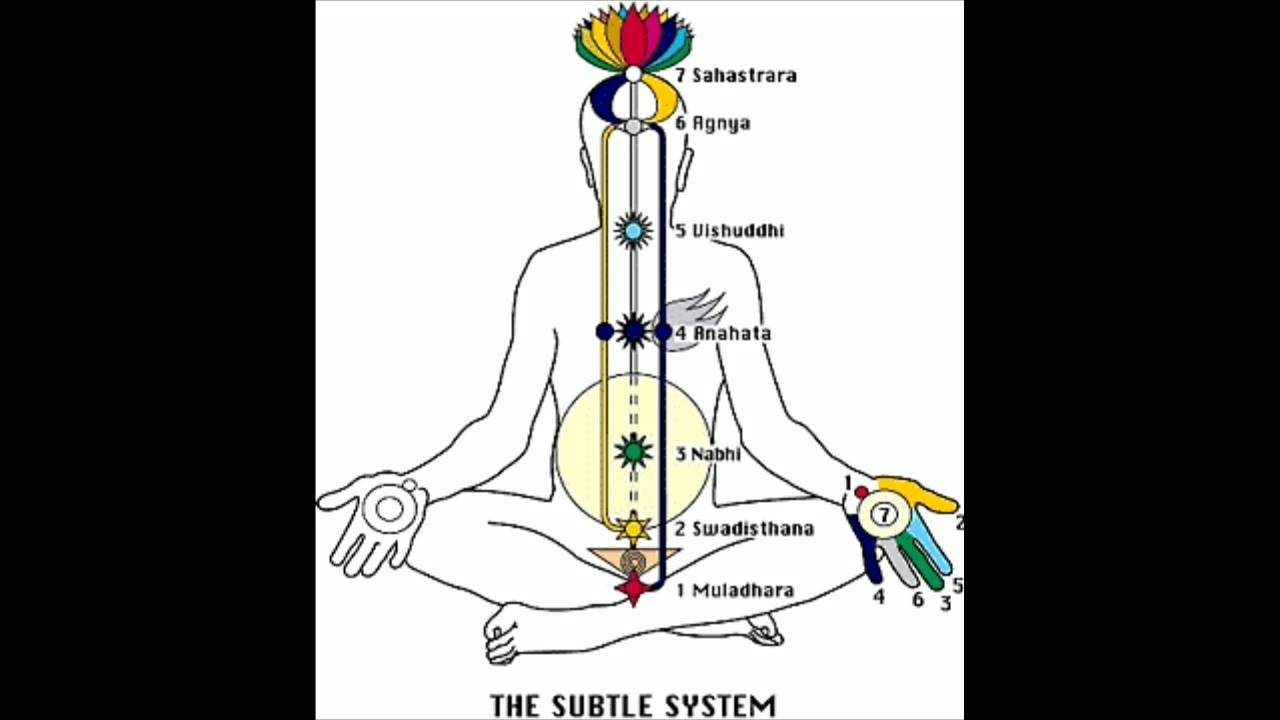 7 Sahastrara
6 Agnya
5 Vishuddhi
4 Anahata
3 Nabhi
2 Swadisthana
1 Muladhara
1
7
2
5
4
6
3
THE SUBTLE SYSTEM